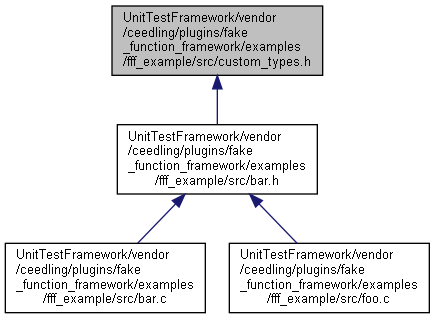 UnitTestFramework/vendor
/ceedling/plugins/fake
_function_framework/examples
/fff_example/src/custom_types.h
UnitTestFramework/vendor
/ceedling/plugins/fake
_function_framework/examples
/fff_example/src/bar.h
UnitTestFramework/vendor
/ceedling/plugins/fake
_function_framework/examples
/fff_example/src/bar.c
UnitTestFramework/vendor
/ceedling/plugins/fake
_function_framework/examples
/fff_example/src/foo.c